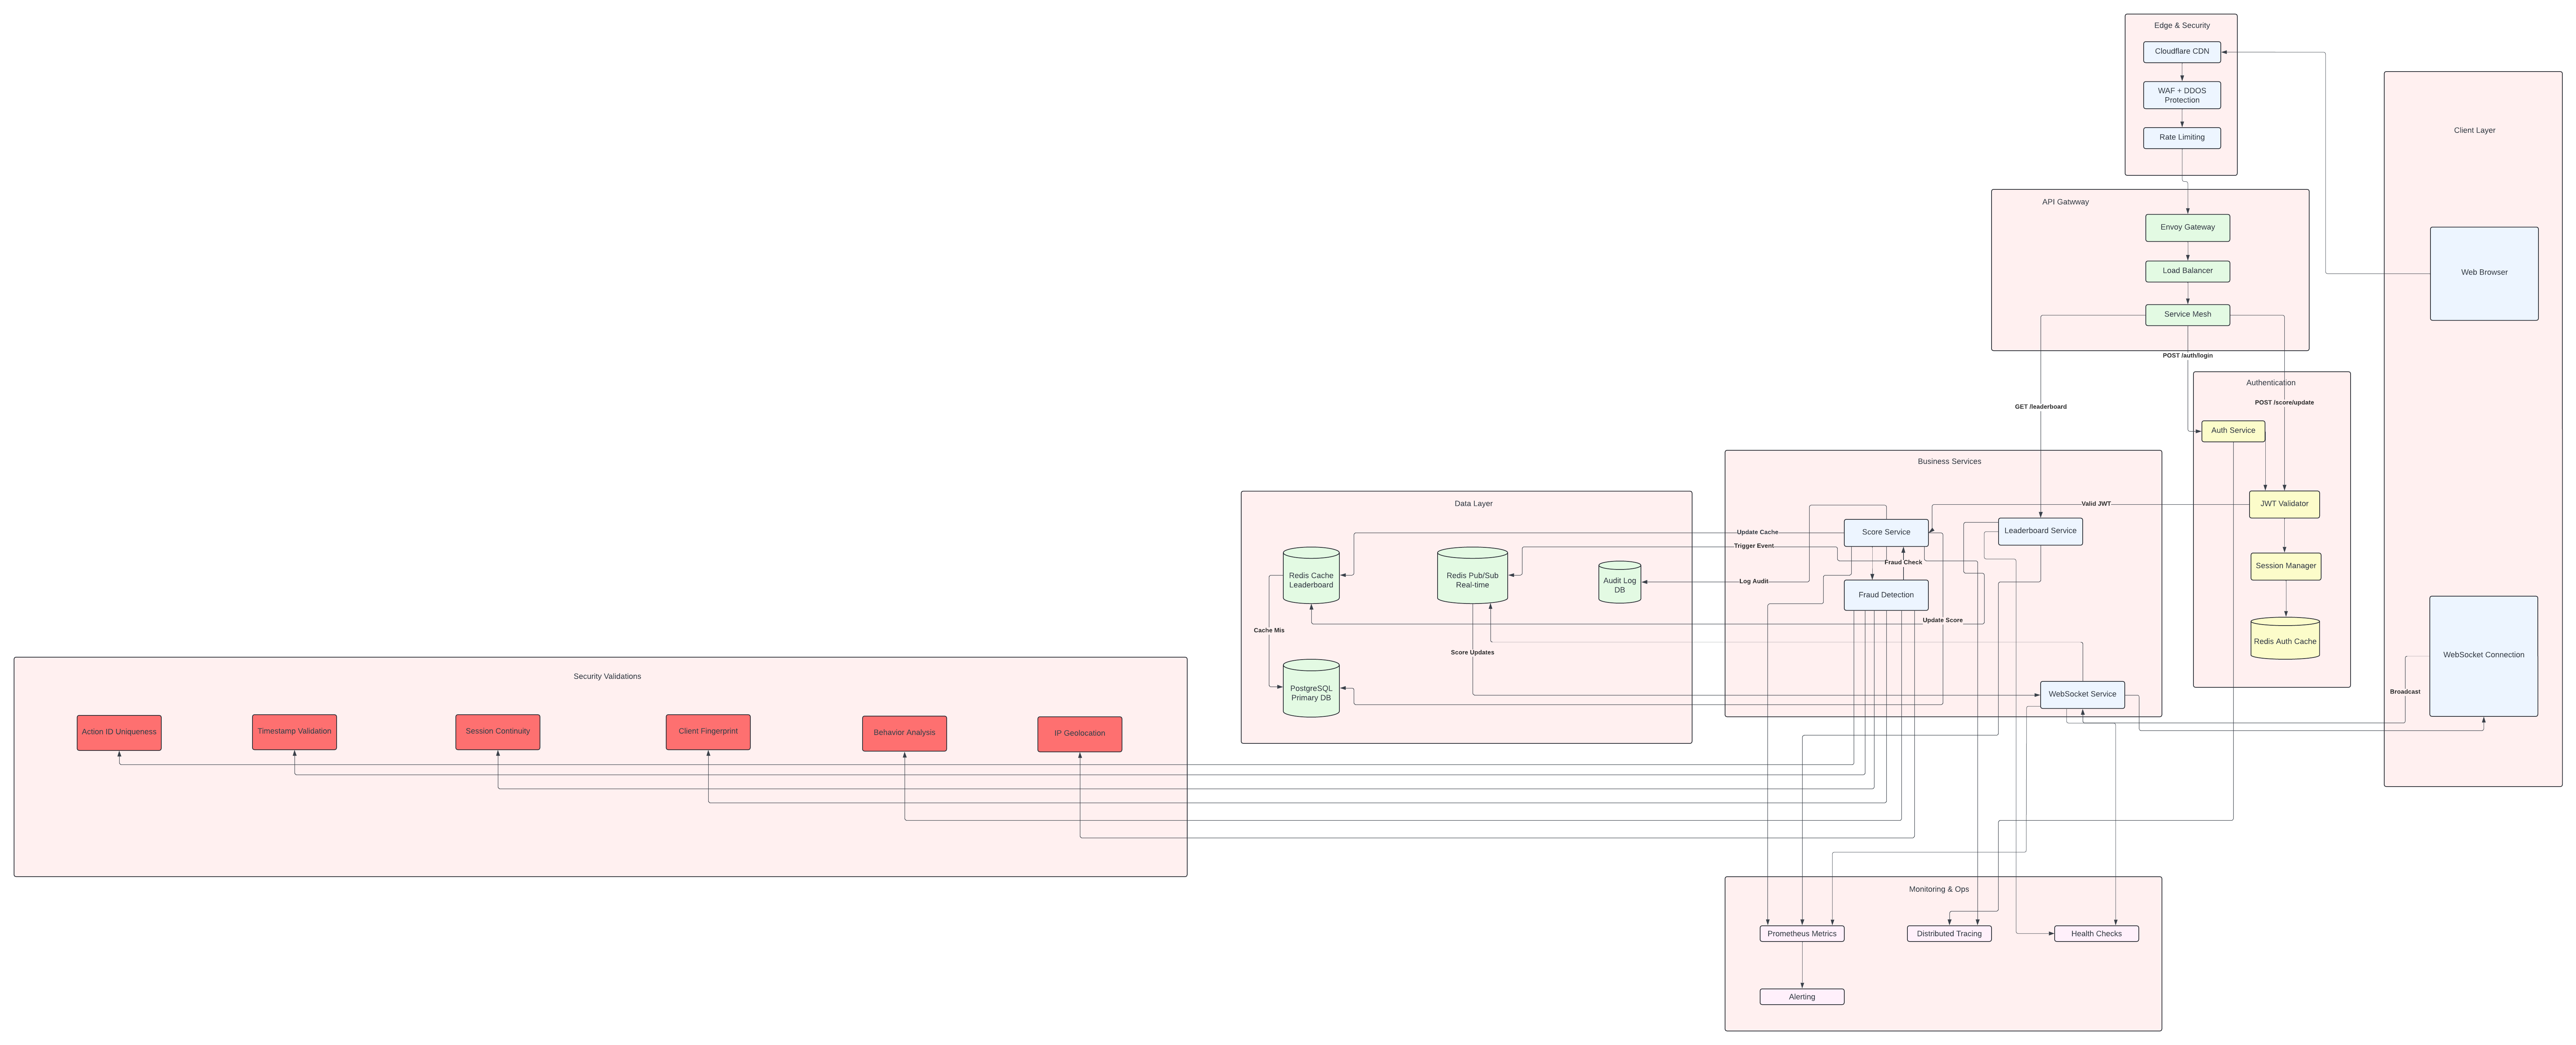 Edge & Security
Cloudflare CDN
WAF + DDOS
Protection
Rate Limiting
Client Layer
Web Browser
WebSocket Connection
Broadcast
API Gatwway
Envoy Gateway
Load Balancer
Service Mesh
POST /auth/login
GET /leaderboard
POST /score/update
Authentication
Auth Service
JWT Validator
Session Manager
Redis Auth Cache
Valid JWT
Business Services
Score Service
Leaderboard Service
Fraud Check
Fraud Detection
Update Score
WebSocket Service
Data Layer
Update Cache
Trigger Event
Log Audit
Redis Cache
Leaderboard
Redis Pub/Sub
Real-time
Audit Log
DB
Cache Mis
Score Updates
PostgreSQL
Primary DB
Security Validations
Action ID Uniqueness
Timestamp Validation
Session Continuity
Client Fingerprint
Behavior Analysis
IP Geolocation
Monitoring & Ops
Prometheus Metrics
Distributed Tracing
Health Checks
Alerting